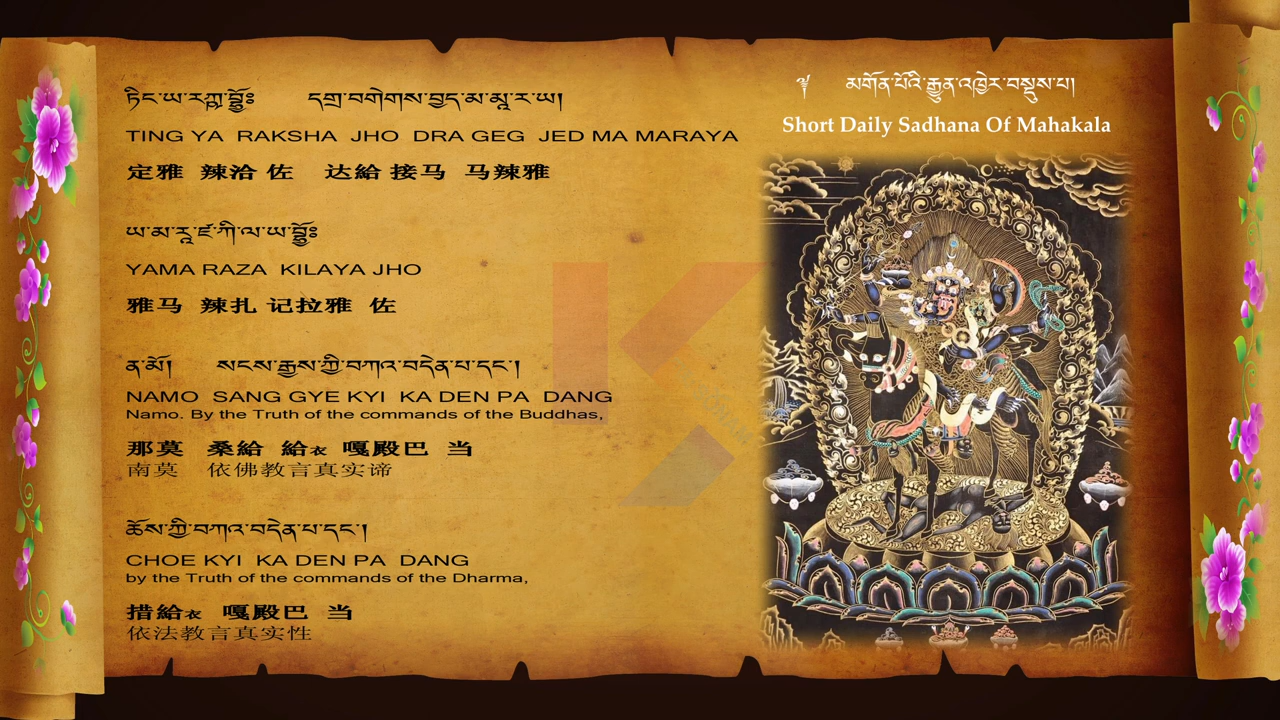 ༄   མགོན་པོའི་རྒྱུན་འཁྱེར་བསྡུས་པ།
Short Daily Sadhana Of Mahakala
དགྲ་བགེགས་བྱད་མ་མཱ་ར་ཡ།
TING YA RAKSHA JHO DRA GEG JED MA MARAYA
定雅 辣洽 佐 达給 接马 马辣雅
YAMA RAZA KILAYA JHO
雅马 辣扎 记拉雅 佐
ན་མོ། སངས་རྒྱས་ཀྱི་བཀའ་བདེན་པ་དང་།
NAMO SANG GYE KYI KA DEN PA DANG
Namo. By the Truth of the commands of the Buddhas,
那莫 桑給 給衣 嘎殿巴 当
南莫 依佛教言真实谛
ཆོས་ཀྱི་བཀའ་བདེན་པ་དང་།
CHOE KYI KA DEN PA DANG
by the Truth of the commands of the Dharma,
措給衣 嘎殿巴 当
依法教言真实性